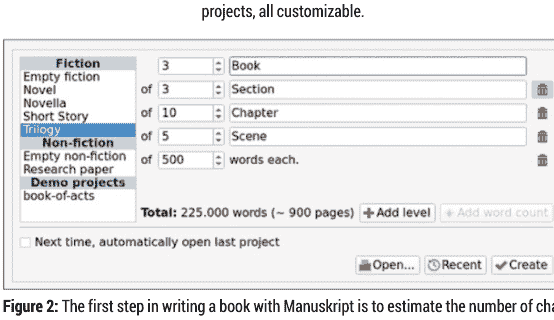 projects, all customizable.
Fiction
Empty fiction
Novel
Novella
Short Story
Trilogy
Non-fiction
Empty non-fiction
Research paper
Demo projects
book-of-acts
3 Book
of 3 Section
of 10 Chapter
of 5 Scene
of 500 words each.
Total: 225.000 words (~ 900 pages) Add level Add word count
Next time, automatically open last project
Open... Recent Create
Figure 2: The first step in writing a book with Manuskript is to estimate the number of cha